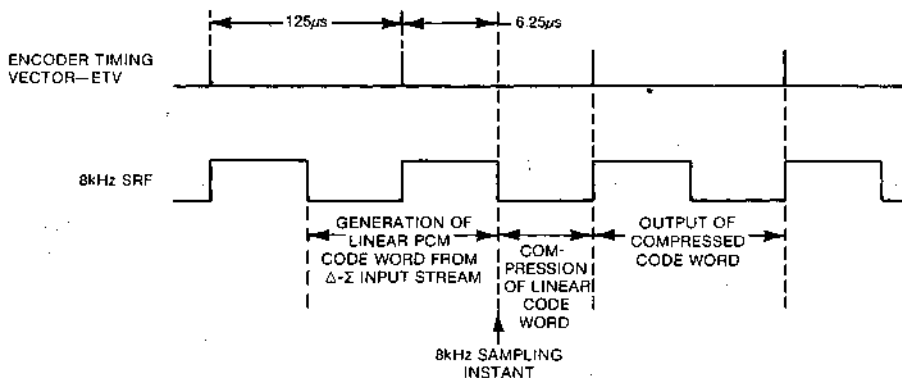 125µs
6.25µs
ENCODER TIMING
VECTOR—ETV
8kHz SRF
GENERATION OF
LINEAR PCM
CODE WORD FROM
Δ-Σ INPUT STREAM
COM-
PRESSION
OF LINEAR
CODE
WORD
OUTPUT OF
COMPRESSED
CODE WORD
8kHz SAMPLING
INSTANT